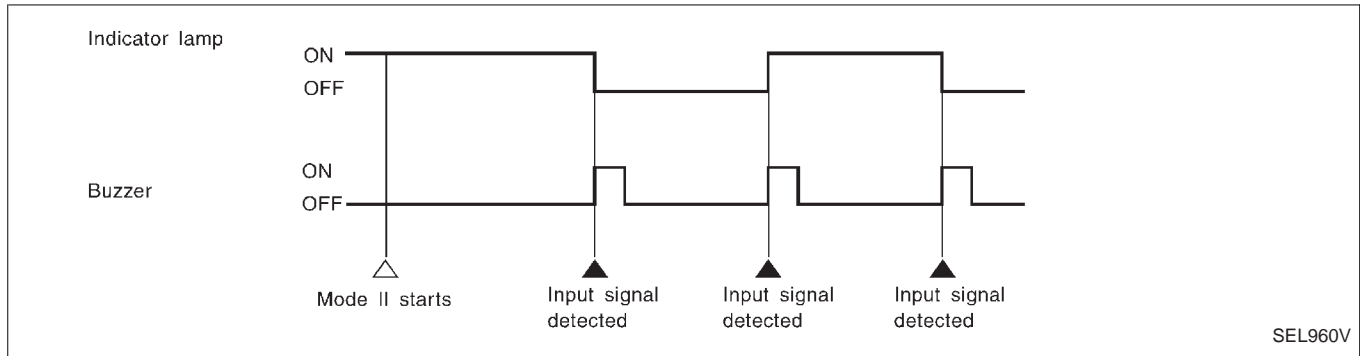 Indicator lamp
ON
OFF
ON
Buzzer
OFF
Mode II starts
Input signal
detected
Input signal
detected
Input signal
detected
SEL960V